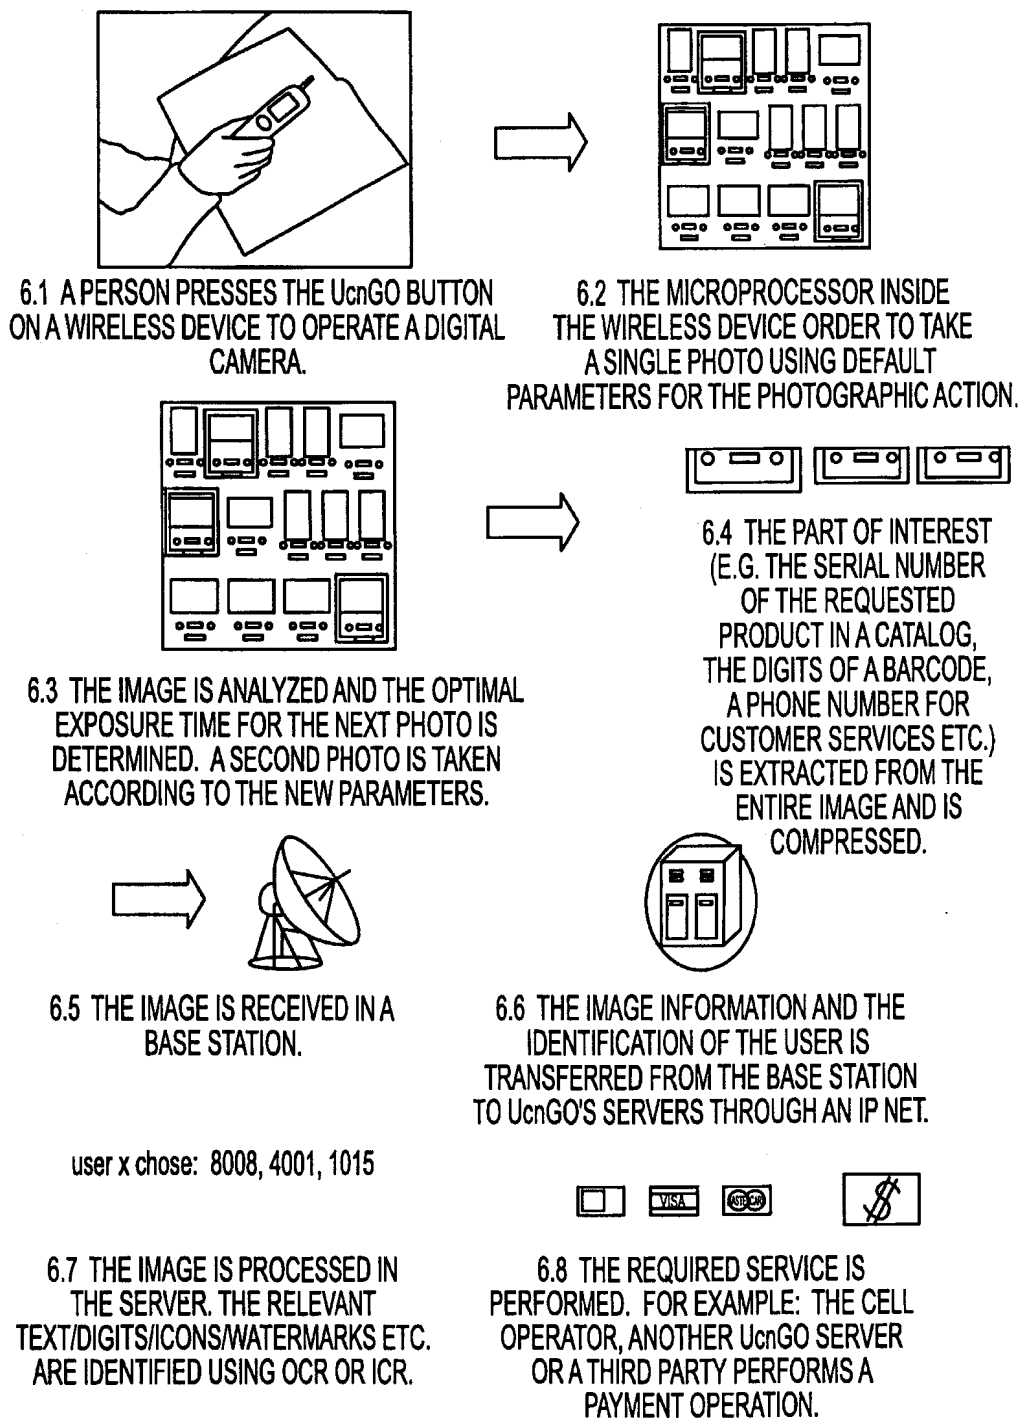 6.1 A PERSON PRESSES THE UcnGO BUTTON
ON A WIRELESS DEVICE TO OPERATE A DIGITAL
CAMERA.
6.2 THE MICROPROCESSOR INSIDE
THE WIRELESS DEVICE ORDER TO TAKE
A SINGLE PHOTO USING DEFAULT
PARAMETERS FOR THE PHOTOGRAPHIC ACTION.
6.3 THE IMAGE IS ANALYZED AND THE OPTIMAL
EXPOSURE TIME FOR THE NEXT PHOTO IS
DETERMINED. A SECOND PHOTO IS TAKEN
ACCORDING TO THE NEW PARAMETERS.
6.4 THE PART OF INTEREST
(E.G. THE SERIAL NUMBER
OF THE REQUESTED
PRODUCT IN A CATALOG,
THE DIGITS OF A BARCODE,
A PHONE NUMBER FOR
CUSTOMER SERVICES ETC.)
IS EXTRACTED FROM THE
ENTIRE IMAGE AND IS
COMPRESSED.
6.5 THE IMAGE IS RECEIVED IN A
BASE STATION.
6.6 THE IMAGE INFORMATION AND THE
IDENTIFICATION OF THE USER IS
TRANSFERRED FROM THE BASE STATION
TO UcnGO'S SERVERS THROUGH AN IP NET.
user x chose: 8008, 4001, 1015
6.7 THE IMAGE IS PROCESSED IN
THE SERVER. THE RELEVANT
TEXT/DIGITS/ICONS/WATERMARKS ETC.
ARE IDENTIFIED USING OCR OR ICR.
VISA
$
6.8 THE REQUIRED SERVICE IS
PERFORMED. FOR EXAMPLE: THE CELL
OPERATOR, ANOTHER UcnGO SERVER
OR A THIRD PARTY PERFORMS A
PAYMENT OPERATION.